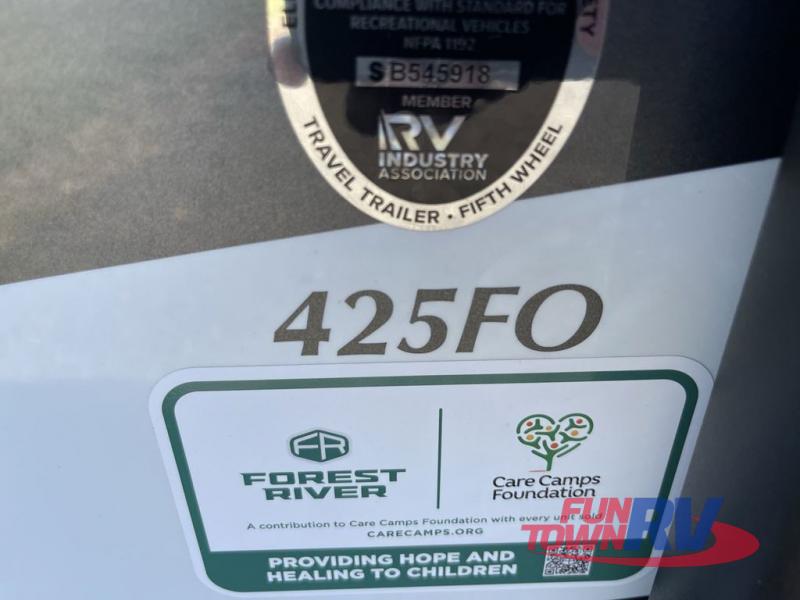 COMPLIANCE WITH STANDARD FOR
RECREATIONAL VEHICLES
NFPA 1192
SB545918
MEMBER
RV
INDUSTRY
ASSOCIATION
TRAVEL TRAILER • FIFTH WHEEL
425FO
FR
FOREST
RIVER
Care Camps
Foundation
A contribution to Care Camps Foundation with every unit sold
CARECAMPS.ORG
PROVIDING HOPE AND
HEALING TO CHILDREN
FUN
TOWN RV